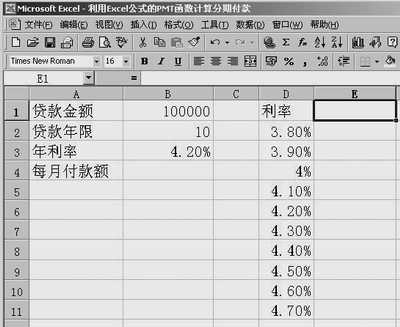 Microsoft Excel - 利用Excel公式的PMT函数计算分期付款
文件(F) 编辑(E) 视图(V) 插入(I) 格式(O) 工具(T) 数据(D) 窗口(W) 帮助(H)
Times New Roman 16 B I U
E1 =
A B C D E
1 贷款金额 100000 利率
2 贷款年限 10 3.80%
3 年利率 4.20% 3.90%
4 每月付款额 4%
5 4.10%
6 4.20%
7 4.30%
8 4.40%
9 4.50%
10 4.60%
11 4.70%